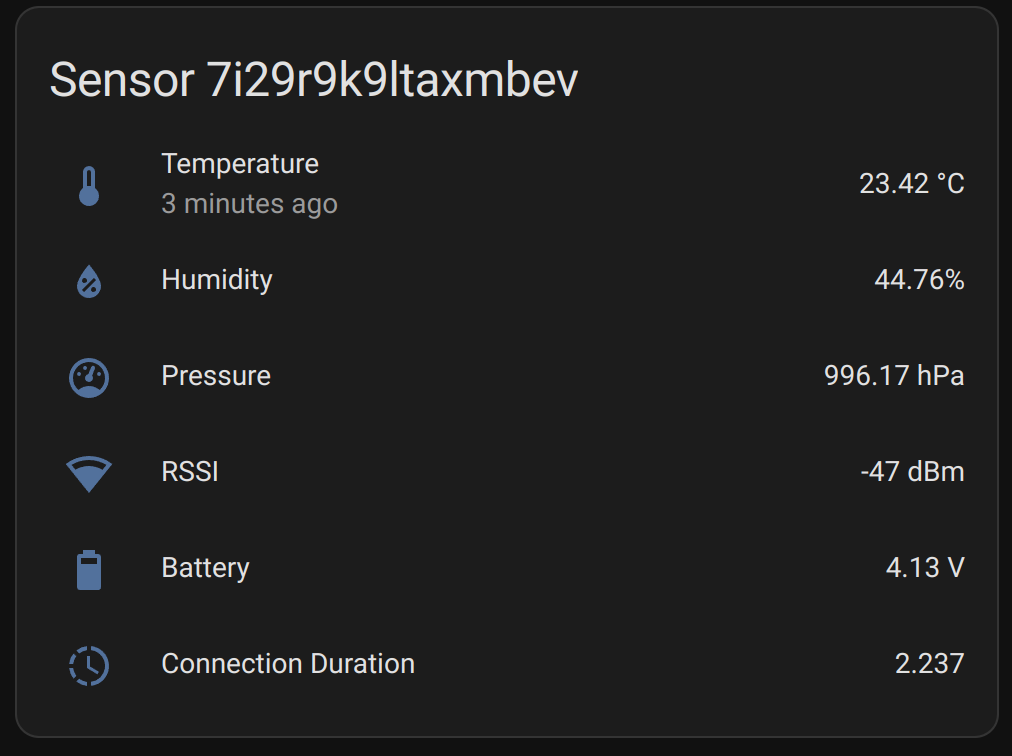 Sensor 7i29r9k9ltaxmbev
Temperature
3 minutes ago
23.42 °C
Humidity
44.76%
Pressure
996.17 hPa
RSSI
-47 dBm
Battery
4.13 V
Connection Duration
2.237